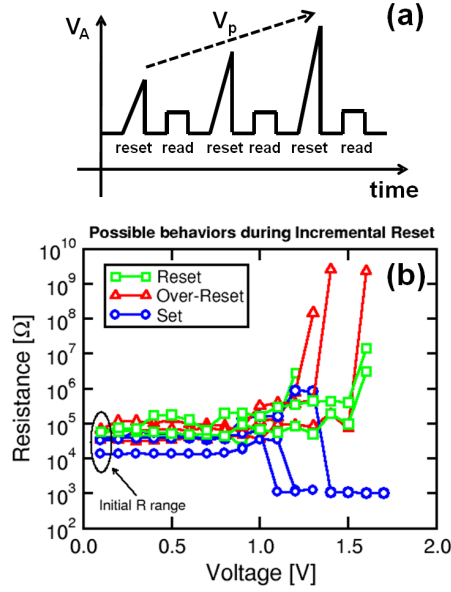 (a)
V_A
V_p
reset read reset read reset read
time
Possible behaviors during Incremental Reset
(b)
10^10
10^9
10^8
10^7
10^6
10^5
10^4
10^3
10^2
Resistance [Ω]
Reset
Over-Reset
Set
Initial R range
0.0 0.5 1.0 1.5 2.0
Voltage [V]